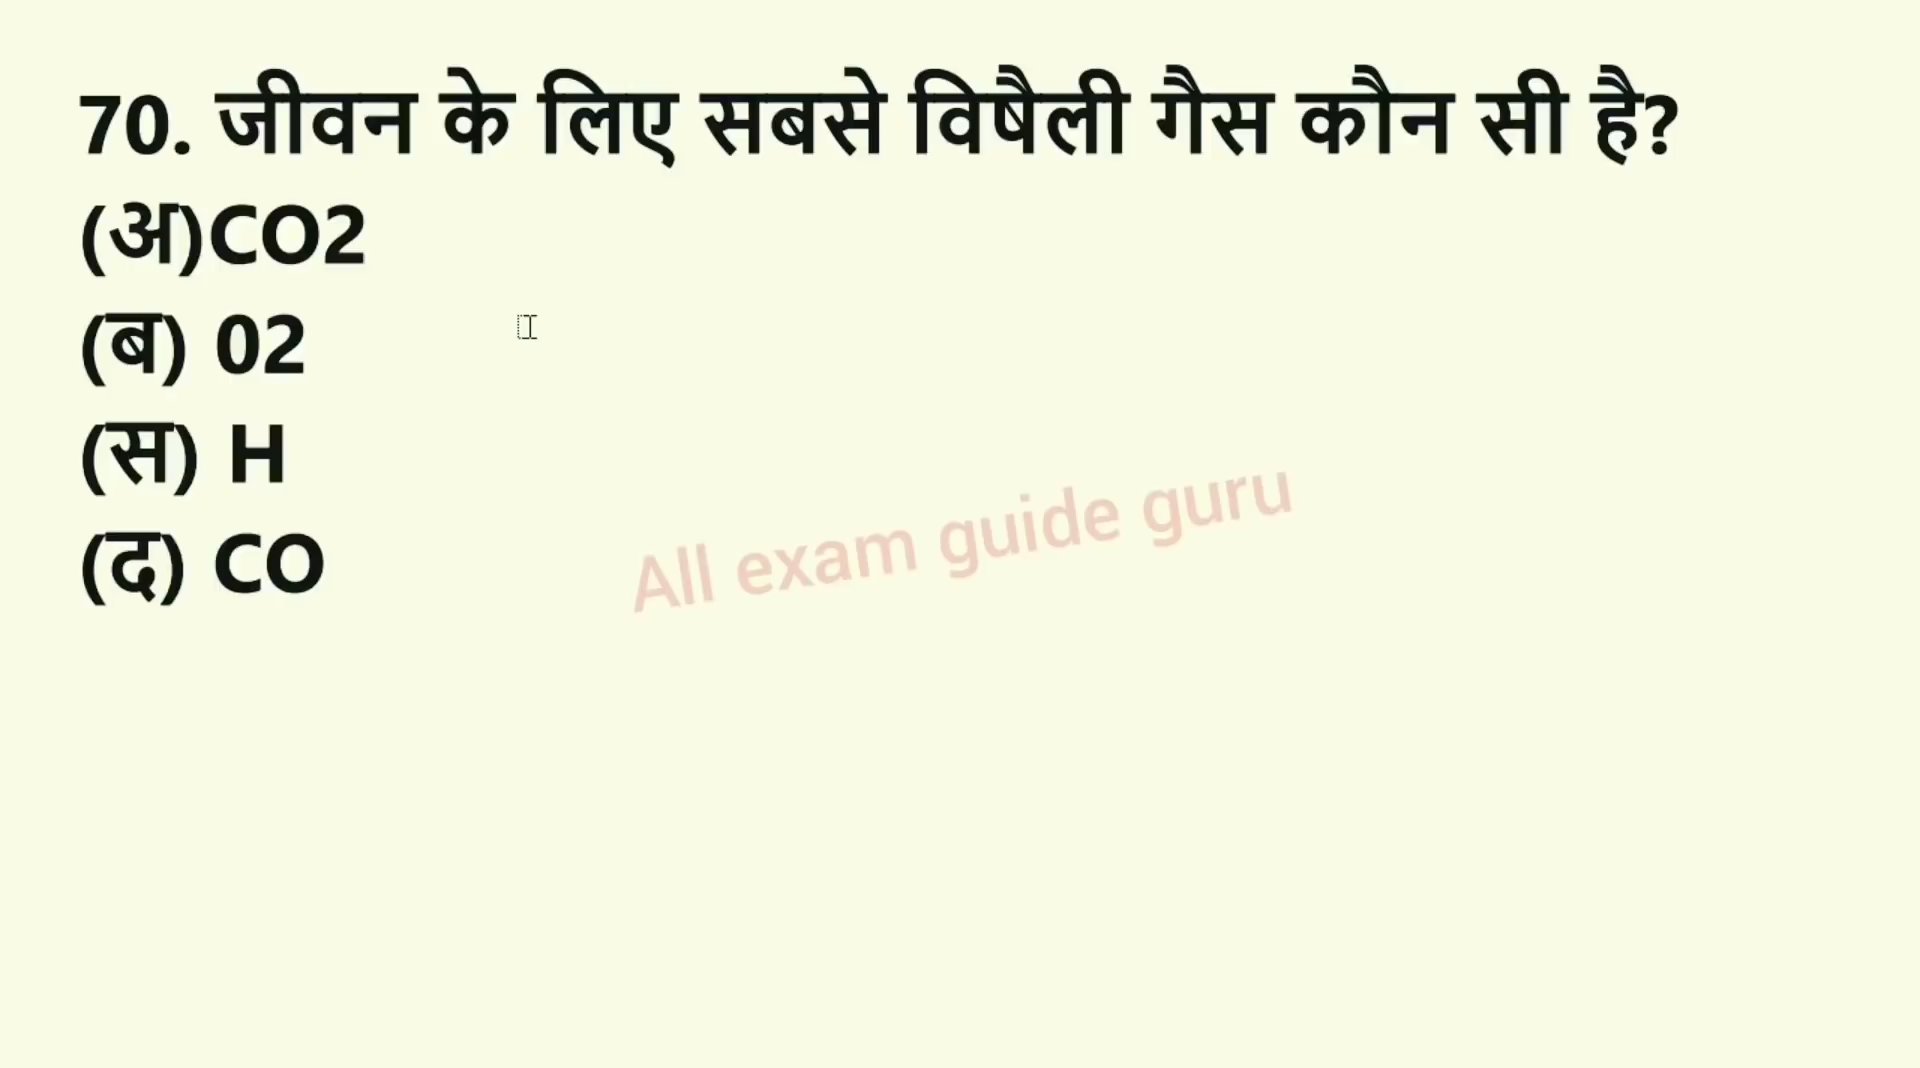 70. जीवन के लिए सबसे विषैली गैस कौन सी है?
(अ)CO2
(ब) 02
(स) H
(द) CO
All exam guide guru